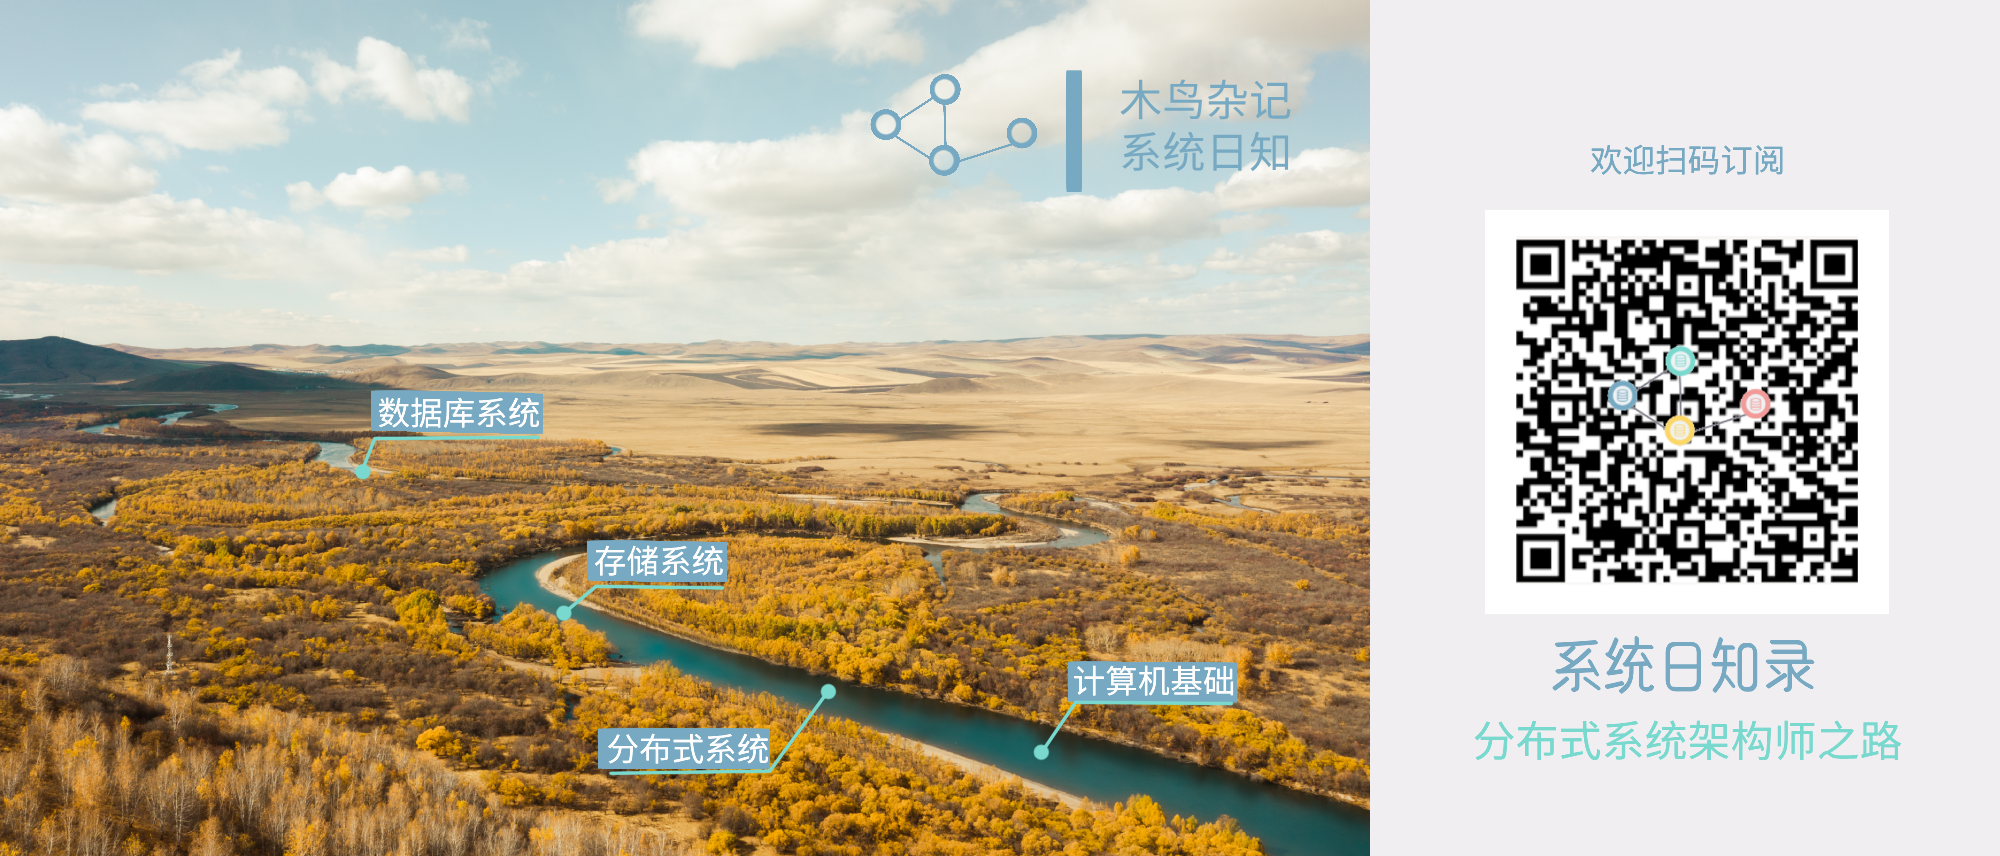 木鸟杂记
系统日知
数据库系统
存储系统
计算机基础
分布式系统
欢迎扫码订阅
系统日知录
分布式系统架构师之路